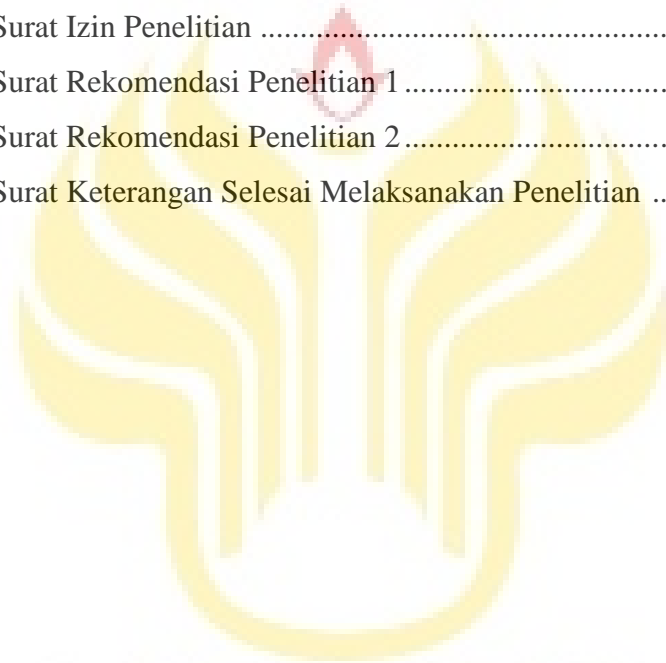 Surat Izin Penelitian ....................................................
Surat Rekomendasi Penelitian 1 .................................
Surat Rekomendasi Penelitian 2 .................................
Surat Keterangan Selesai Melaksanakan Penelitian ..